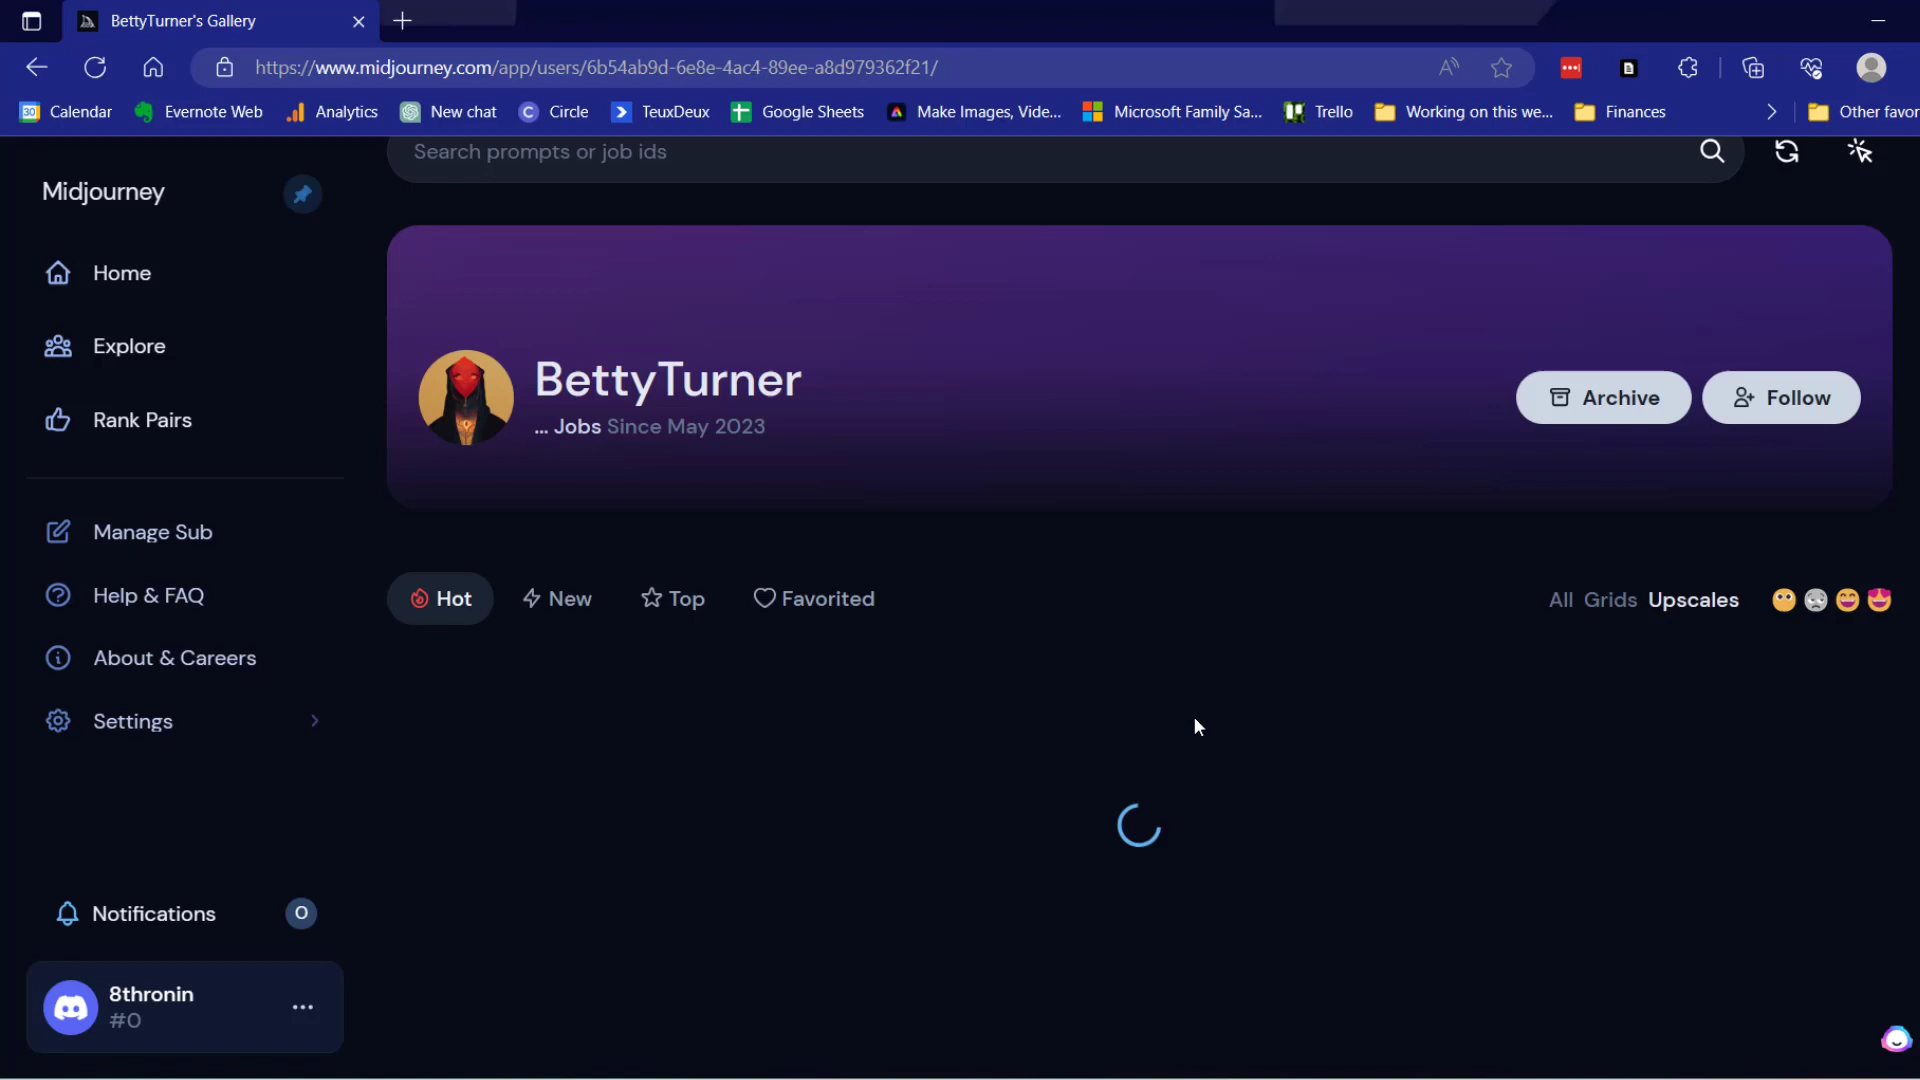 BettyTurner's Gallery
https://www.midjourney.com/app/users/6b54ab9d-6e8e-4ac4-89ee-a8d979362f21/
30 Calendar Evernote Web Analytics New chat C Circle TeuxDeux Google Sheets Make Images, Vide... Microsoft Family Sa... Trello Working on this we... Finances Other favor
Midjourney
Search prompts or job ids
Home
Explore
Rank Pairs
Manage Sub
Help & FAQ
About & Careers
Settings
Notifications 0
8thronin
#0
BettyTurner
... Jobs Since May 2023
Archive Follow
Hot New Top Favorited All Grids Upscales